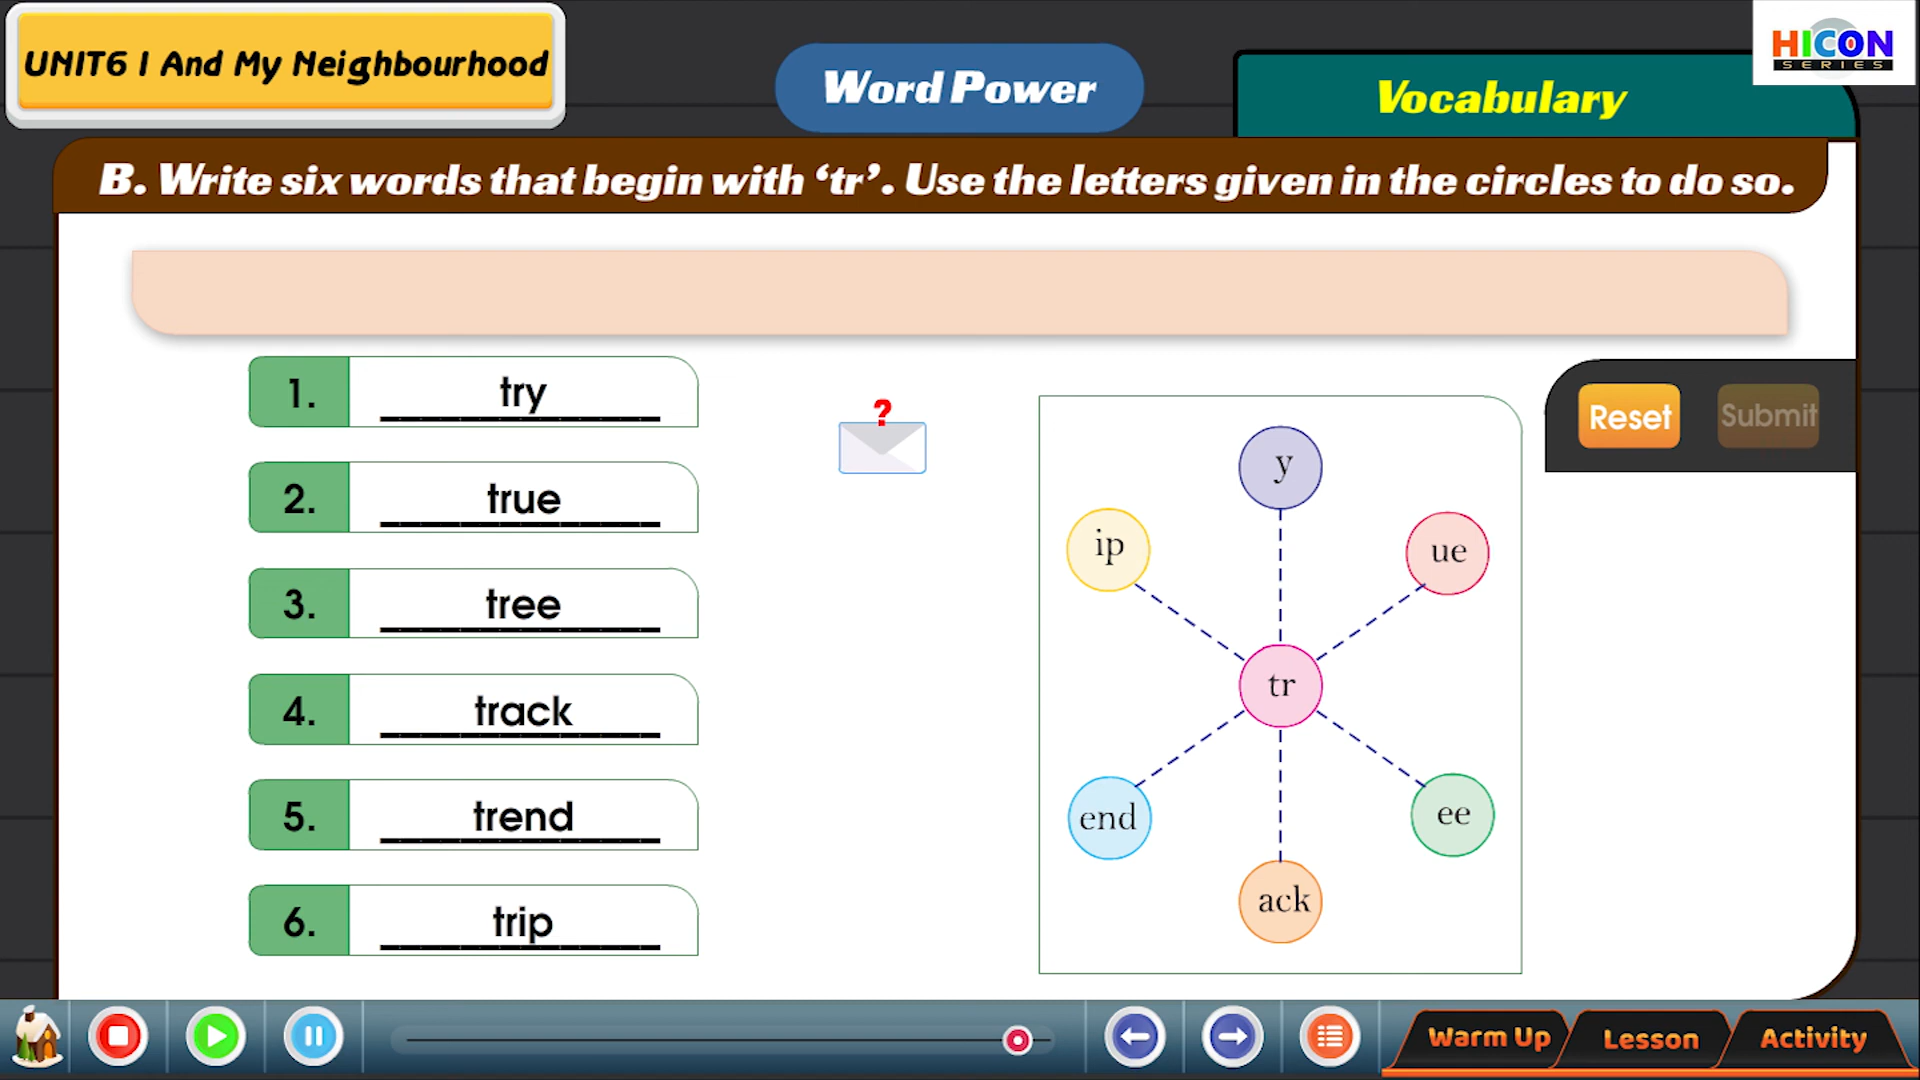 UNIT6 I And My Neighbourhood
Word Power
Vocabulary
HICON
SERIES
B. Write six words that begin with ‘tr’. Use the letters given in the circles to do so.
1. try
2. true
3. tree
4. track
5. trend
6. trip
?
y
ip
ue
tr
end
ee
ack
Reset
Submit
Warm Up
Lesson
Activity